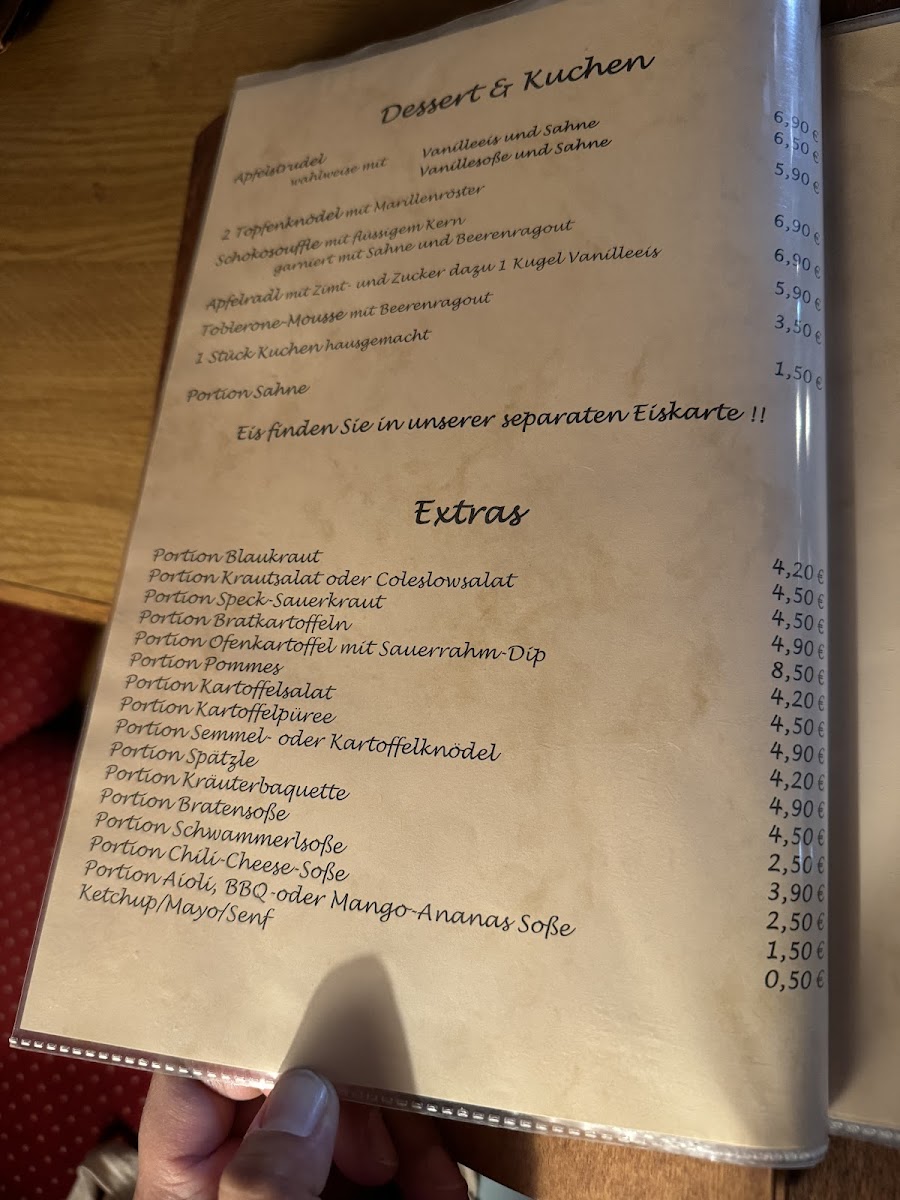 Dessert & Kuchen
Apfelstrudel Vanilleeis und Sahne 6,90 €
wahlweise mit Vanillesoße und Sahne 6,50 €
2 Topfenknödel mit Marillenröster 5,90 €
Schokosouffle mit flüssigem Kern
garniert mit Sahne und Beerenragout 6,90 €
Apfelradl mit Zimt- und Zucker dazu 1 Kugel Vanilleeis 6,90 €
Toblerone-Mousse mit Beerenragout 5,90 €
1 Stück Kuchen hausgemacht 3,50 €
Portion Sahne 1,50 €
Eis finden Sie in unserer separaten Eiskarte !!
Extras
Portion Blaukraut 4,20 €
Portion Krautsalat oder Coleslowsalat 4,50 €
Portion Speck-Sauerkraut 4,50 €
Portion Bratkartoffeln 4,90 €
Portion Ofenkartoffel mit Sauerrahm-Dip 8,50 €
Portion Pommes 4,20 €
Portion Kartoffelsalat 4,50 €
Portion Kartoffelpüree 4,90 €
Portion Semmel- oder Kartoffelknödel 4,20 €
Portion Spätzle 4,90 €
Portion Kräuterbaquette 4,50 €
Portion Bratensoße 2,50 €
Portion Schwammerlsoße 3,90 €
Portion Chili-Cheese-Soße 2,50 €
Portion Aioli, BBQ-oder Mango-Ananas Soße 1,50 €
Ketchup/Mayo/Senf 0,50 €